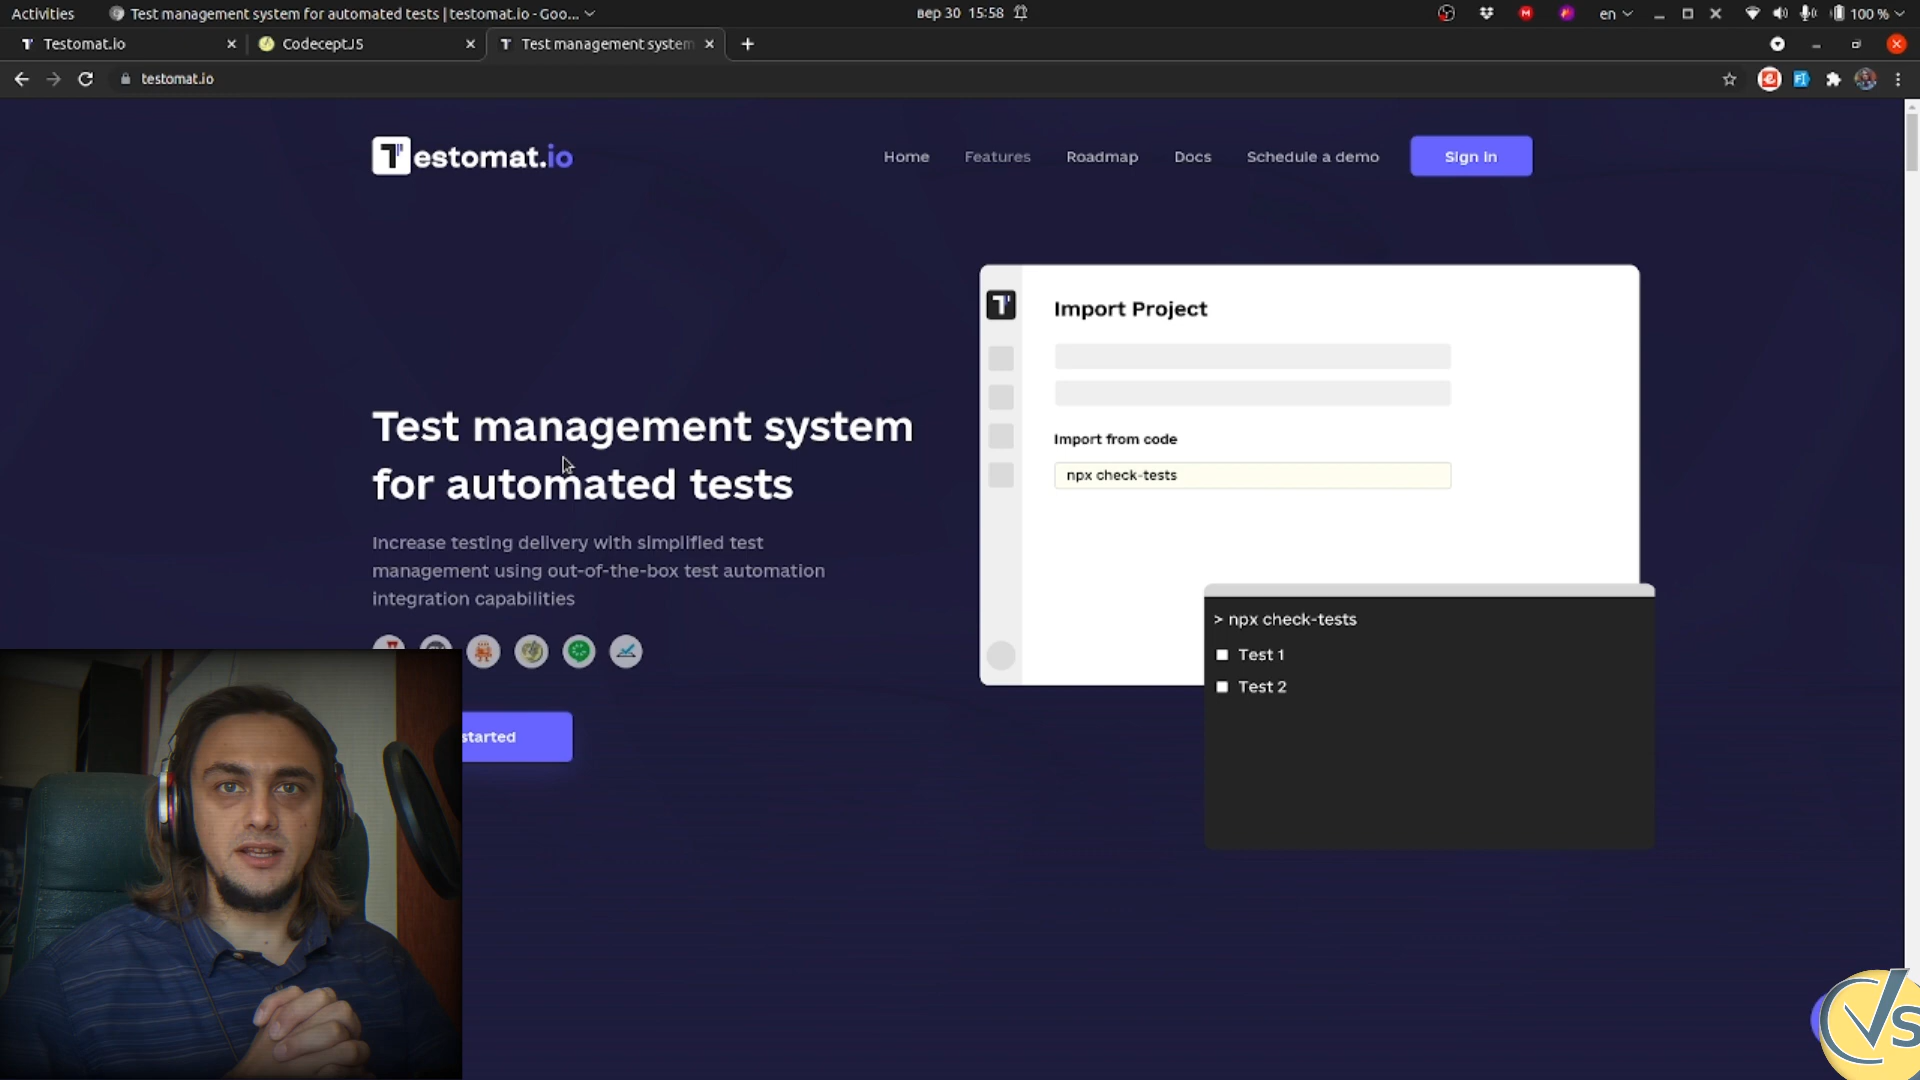 Activities
Test management system for automated tests | testomat.io - Goo...
вер 30 15:58
en
100 %
Testomat.io
CodeceptJS
Test management system
testomat.io
Testomat.io
Home
Features
Roadmap
Docs
Schedule a demo
Sign In
Test management system
for automated tests
Increase testing delivery with simplified test
management using out-of-the-box test automation
integration capabilities
started
Import Project
Import from code
npx check-tests
> npx check-tests
Test 1
Test 2